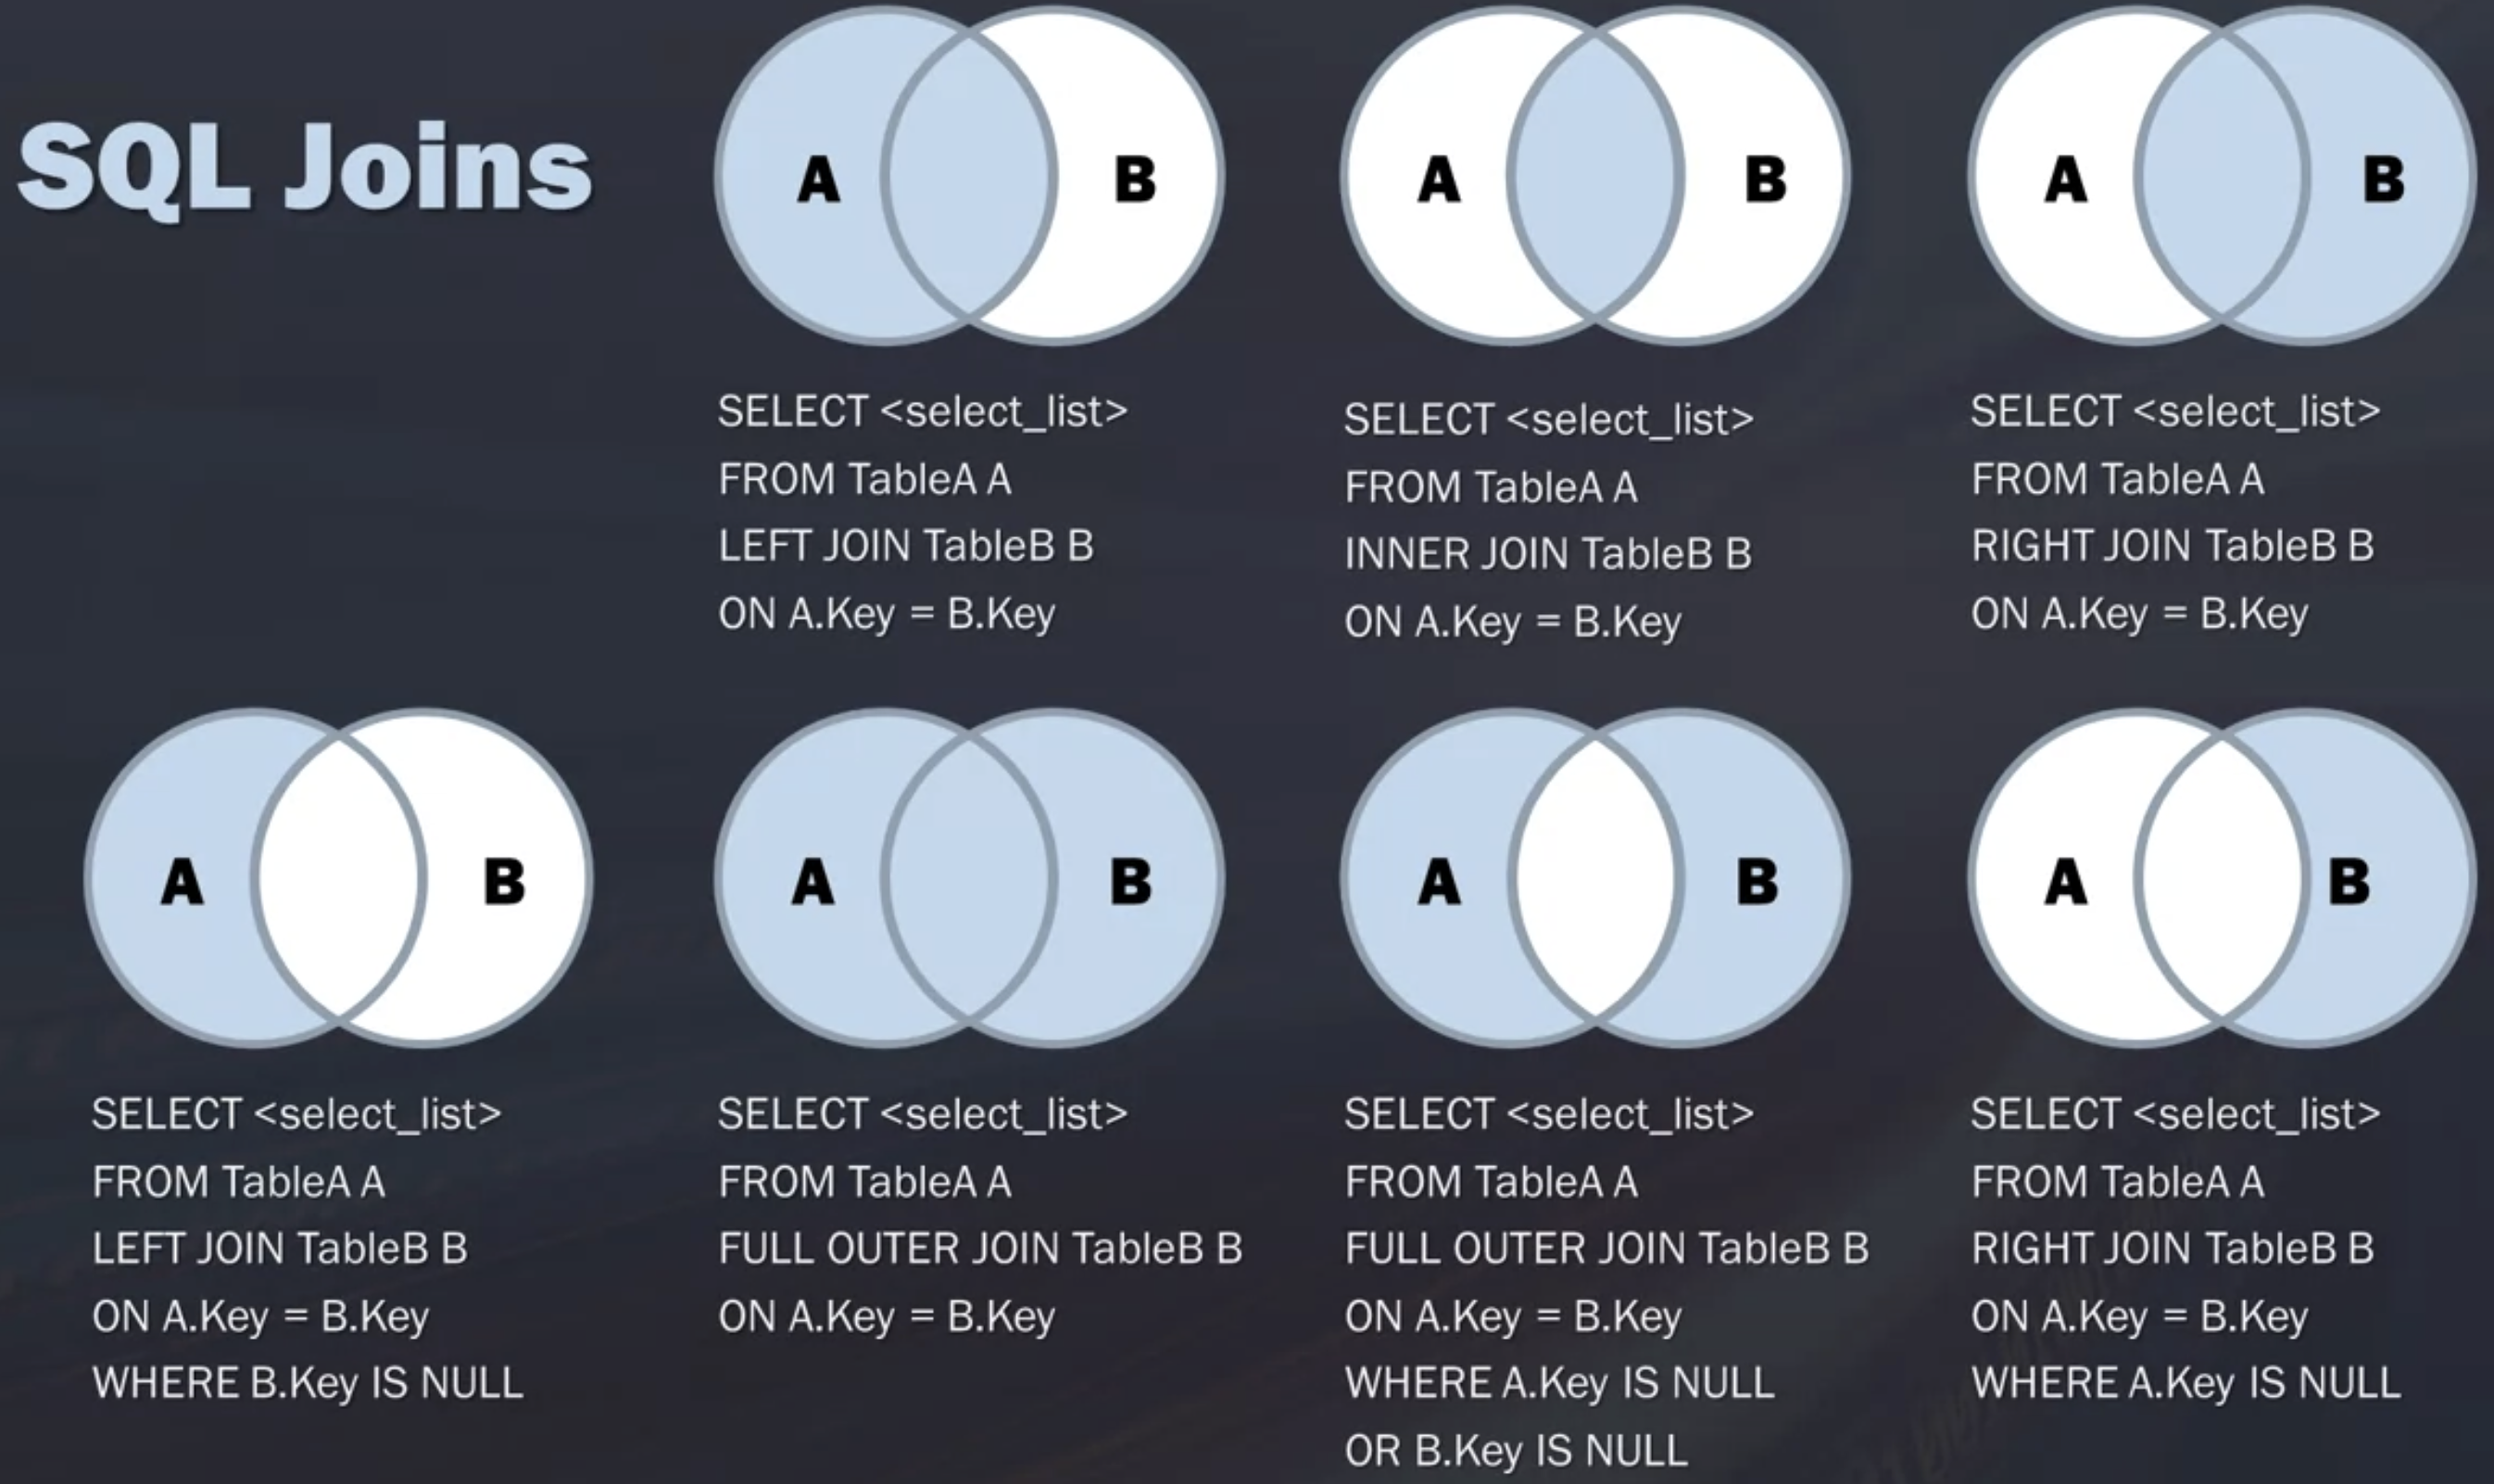 SQL Joins
A B
SELECT <select_list>
FROM TableA A
LEFT JOIN TableB B
ON A.Key = B.Key
A B
SELECT <select_list>
FROM TableA A
INNER JOIN TableB B
ON A.Key = B.Key
A B
SELECT <select_list>
FROM TableA A
RIGHT JOIN TableB B
ON A.Key = B.Key
A B
SELECT <select_list>
FROM TableA A
LEFT JOIN TableB B
ON A.Key = B.Key
WHERE B.Key IS NULL
A B
SELECT <select_list>
FROM TableA A
FULL OUTER JOIN TableB B
ON A.Key = B.Key
A B
SELECT <select_list>
FROM TableA A
FULL OUTER JOIN TableB B
ON A.Key = B.Key
WHERE A.Key IS NULL
OR B.Key IS NULL
A B
SELECT <select_list>
FROM TableA A
RIGHT JOIN TableB B
ON A.Key = B.Key
WHERE A.Key IS NULL